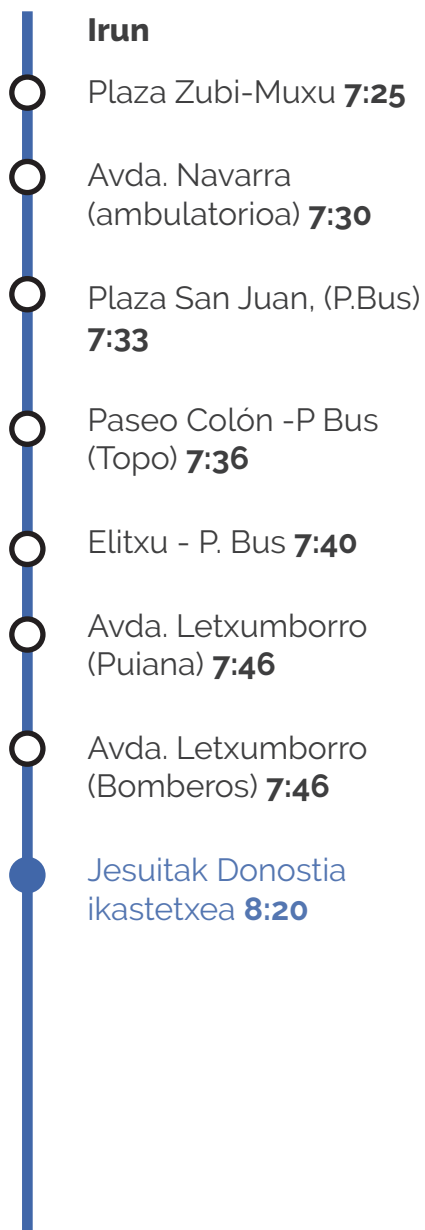 Irun
Plaza Zubi-Muxu 7:25
Avda. Navarra
(ambulatorioa) 7:30
Plaza San Juan, (P.Bus)
7:33
Paseo Colón -P Bus
(Topo) 7:36
Elitxu - P. Bus 7:40
Avda. Letxumborro
(Puiana) 7:46
Avda. Letxumborro
(Bomberos) 7:46
Jesuitak Donostia
ikastetxea 8:20